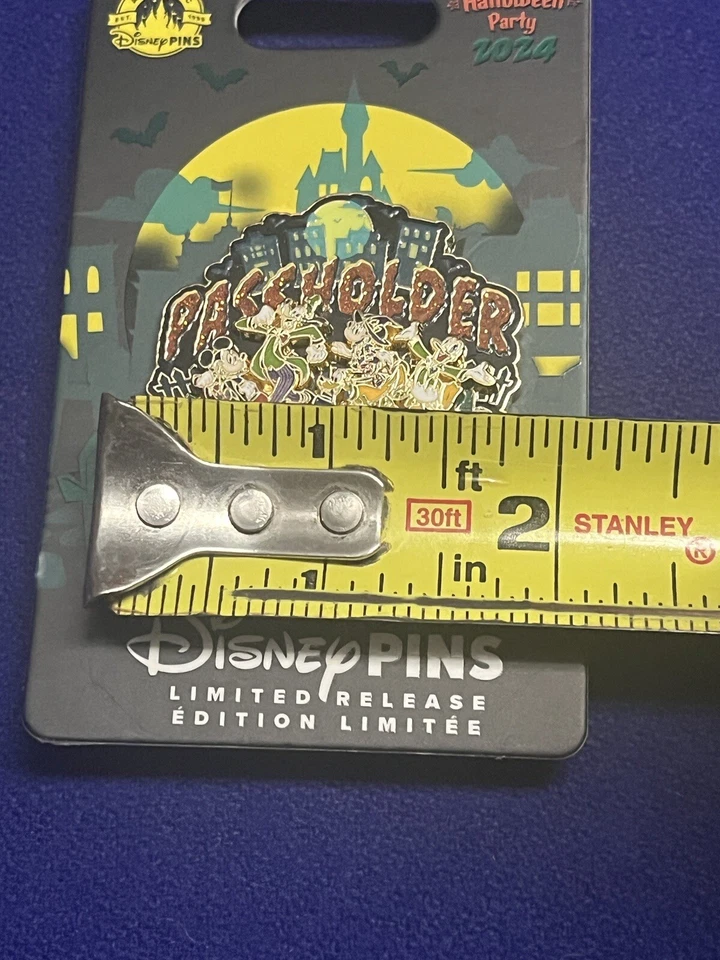 EST 1998
Disney PINS
Halloween
Party
2024
PASSHOLDER
1
ft
30ft
2
STANLEY
®
in
1
Disney PINS
LIMITED RELEASE
ÉDITION LIMITÉE